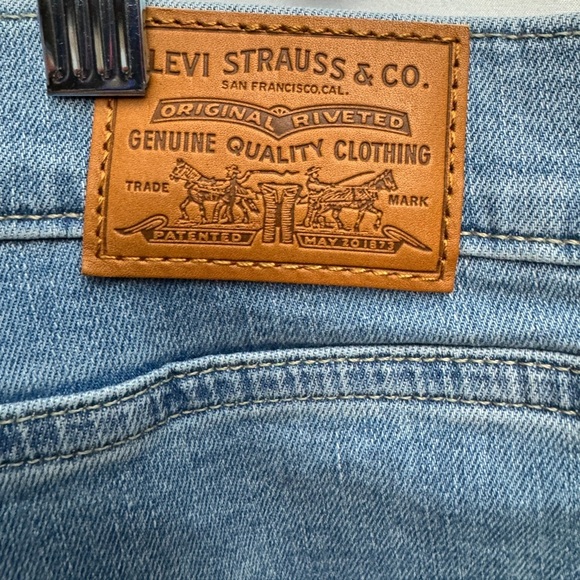 LEVI STRAUSS & CO.
SAN FRANCISCO, CAL.
ORIGINAL RIVETED
GENUINE QUALITY CLOTHING
TRADE MARK
PATENTED MAY 20 1873